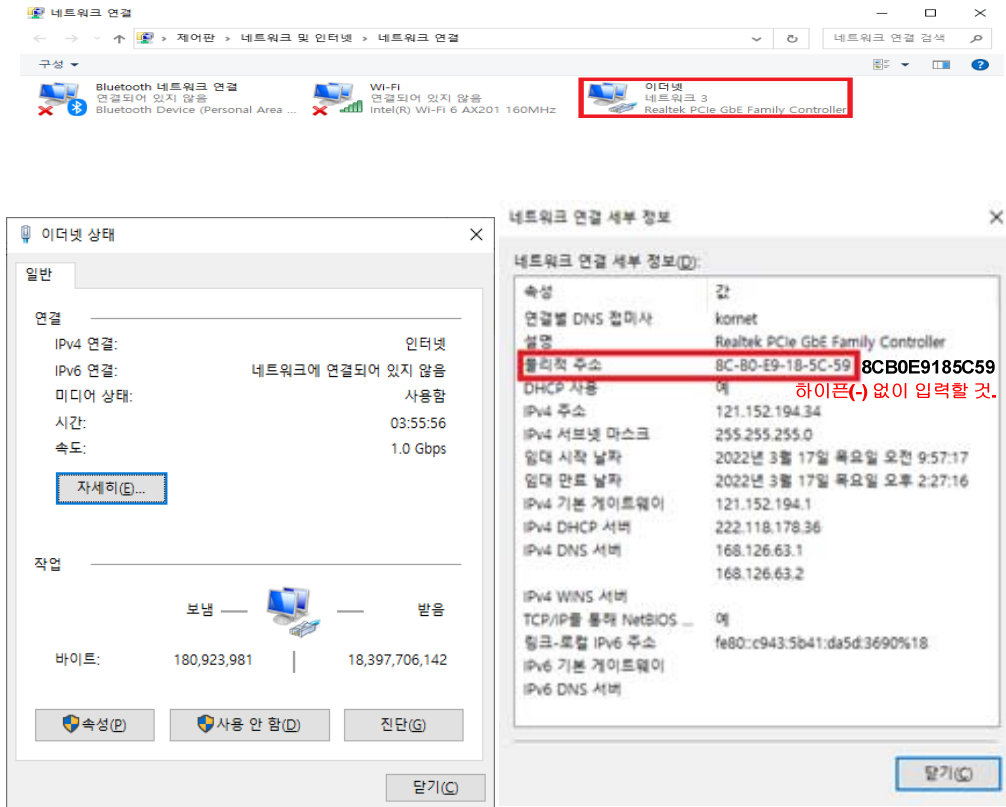 네트워크 연결
제어판 › 네트워크 및 인터넷 › 네트워크 연결
네트워크 연결 검색
구성
Bluetooth 네트워크 연결
연결되어 있지 않음
Bluetooth Device (Personal Area ...
Wi-Fi
연결되어 있지 않음
Intel(R) Wi-Fi 6 AX201 160MHz
이더넷
네트워크 3
Realtek PCIe GbE Family Controller
이더넷 상태
일반
연결
IPv4 연결: 인터넷
IPv6 연결: 네트워크에 연결되어 있지 않음
미디어 상태: 사용함
시간: 03:55:56
속도: 1.0 Gbps
자세히(E)...
작업
보냄 받음
바이트: 180,923,981 18,397,706,142
속성(P) 사용 안 함(D) 진단(G)
닫기(C)
네트워크 연결 세부 정보
네트워크 연결 세부 정보(D):
속성 값
연결별 DNS 접미사 kornet
설명 Realtek PCIe GbE Family Controller
물리적 주소 8C-B0-E9-18-5C-59 8CB0E9185C59
하이픈(-) 없이 입력할 것.
DHCP 사용 예
IPv4 주소 121.152.194.34
IPv4 서브넷 마스크 255.255.255.0
임대 시작 날짜 2022년 3월 17일 목요일 오전 9:57:17
임대 만료 날짜 2022년 3월 17일 목요일 오후 2:27:16
IPv4 기본 게이트웨이 121.152.194.1
IPv4 DHCP 서버 222.118.178.36
IPv4 DNS 서버 168.126.63.1
168.126.63.2
IPv4 WINS 서버
TCP/IP를 통해 NetBIOS ... 예
링크-로컬 IPv6 주소 fe80::c943:5b41:da5d:3690%18
IPv6 기본 게이트웨이
IPv6 DNS 서버
닫기(C)